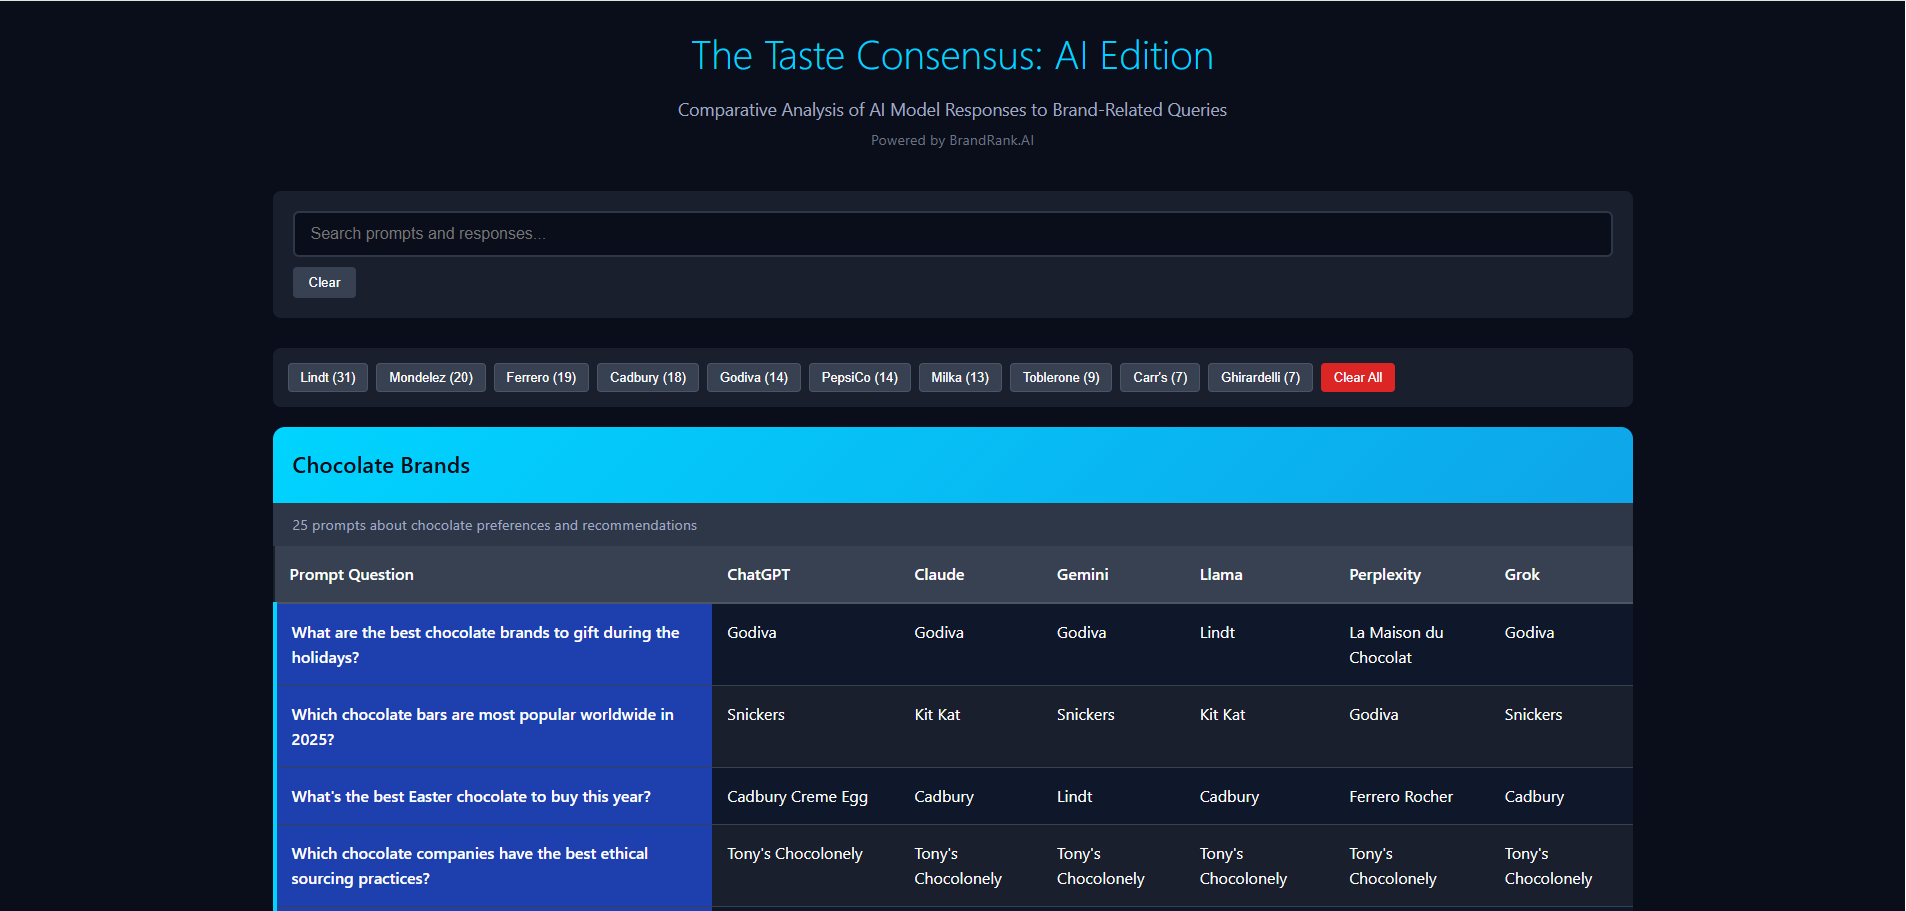 The Taste Consensus: AI Edition
Comparative Analysis of AI Model Responses to Brand-Related Queries
Powered by BrandRank.AI
Search prompts and responses...
Clear
Lindt (31) Mondelez (20) Ferrero (19) Cadbury (18) Godiva (14) PepsiCo (14) Milka (13) Toblerone (9) Carr's (7) Ghirardelli (7) Clear All
Chocolate Brands
25 prompts about chocolate preferences and recommendations
Prompt Question ChatGPT Claude Gemini Llama Perplexity Grok
What are the best chocolate brands to gift during the Godiva Godiva Godiva Lindt La Maison du Godiva
holidays? Chocolat
Which chocolate bars are most popular worldwide in Snickers Kit Kat Snickers Kit Kat Godiva Snickers
2025?
What's the best Easter chocolate to buy this year? Cadbury Creme Egg Cadbury Lindt Cadbury Ferrero Rocher Cadbury
Which chocolate companies have the best ethical Tony's Chocolonely Tony's Tony's Tony's Tony's Tony's
sourcing practices? Chocolonely Chocolonely Chocolonely Chocolonely Chocolonely